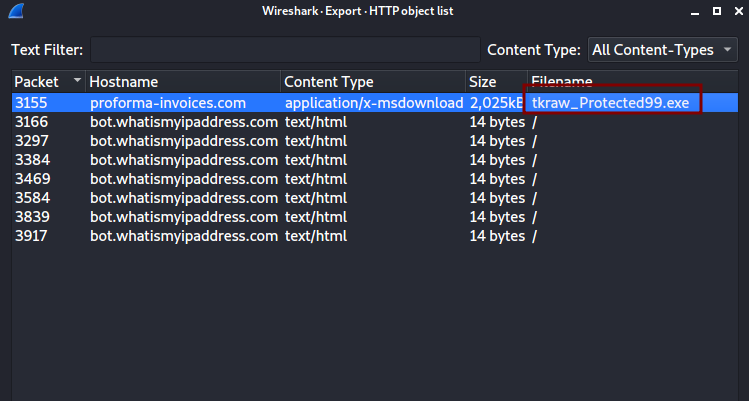 Wireshark · Export · HTTP object list
Text Filter: Content Type: All Content-Types
Packet Hostname Content Type Size Filename
3155 proforma-invoices.com application/x-msdownload 2,025kB tkraw_Protected99.exe
3166 bot.whatismyipaddress.com text/html 14 bytes /
3297 bot.whatismyipaddress.com text/html 14 bytes /
3384 bot.whatismyipaddress.com text/html 14 bytes /
3469 bot.whatismyipaddress.com text/html 14 bytes /
3584 bot.whatismyipaddress.com text/html 14 bytes /
3839 bot.whatismyipaddress.com text/html 14 bytes /
3917 bot.whatismyipaddress.com text/html 14 bytes /